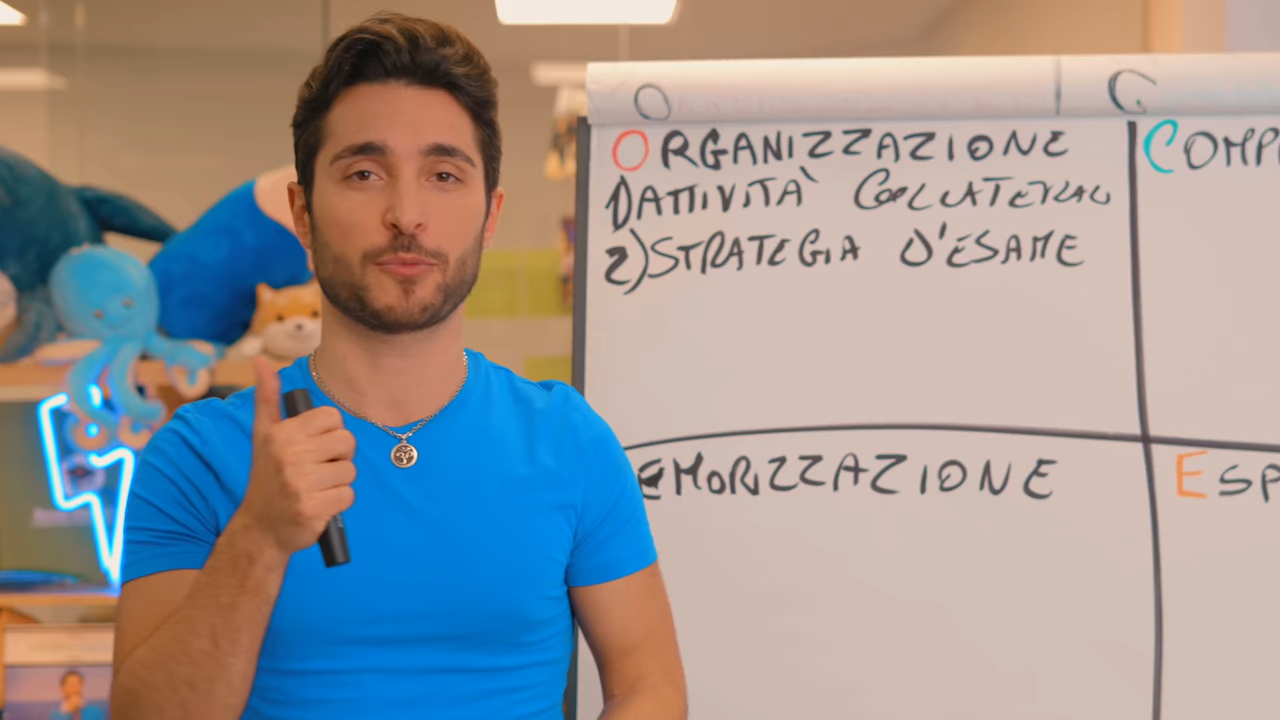 O C
ORGANIZZAZIONE
1) ATTIVITÀ COLLATERALI
2) STRATEGIA D'ESAME
COMP
EMORIZZAZIONE
ESP